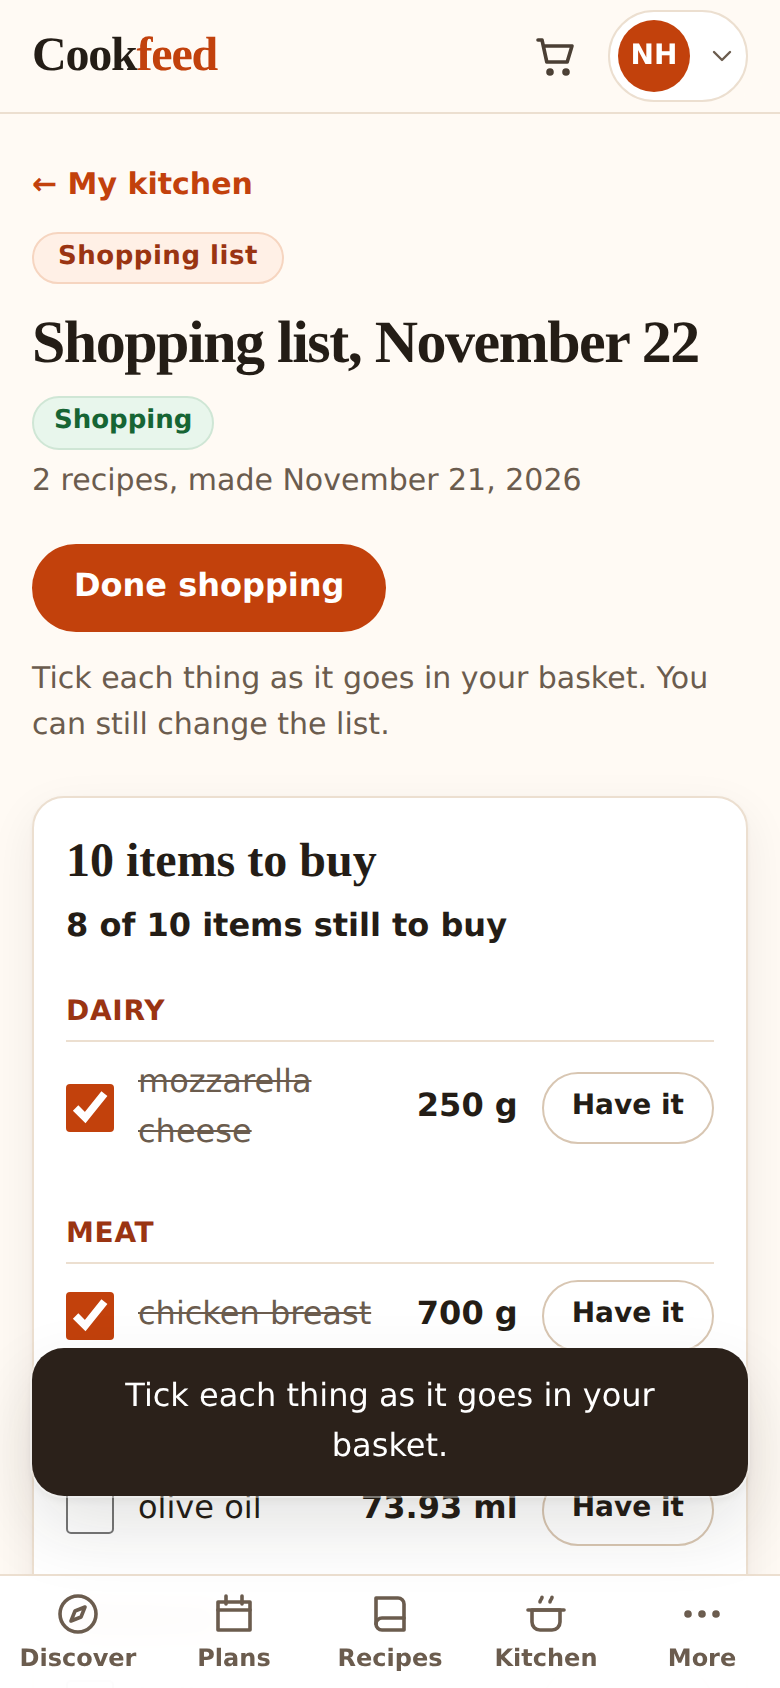 Cookfeed
NH
← My kitchen
Shopping list
Shopping list, November 22
Shopping
2 recipes, made November 21, 2026
Done shopping
Tick each thing as it goes in your basket. You
can still change the list.
10 items to buy
8 of 10 items still to buy
DAIRY
mozzarella
cheese
250 g
Have it
MEAT
chicken breast
700 g
Have it
Tick each thing as it goes in your
basket.
olive oil
73.93 ml
Have it
Discover
Plans
Recipes
Kitchen
More